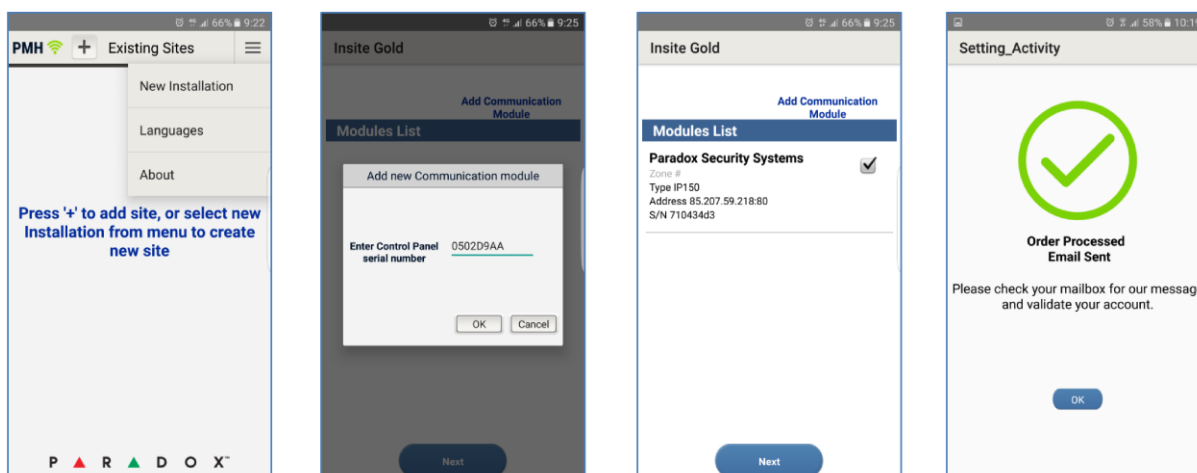 66% 9:22
PMH + Existing Sites
New Installation
Languages
About
Press '+' to add site, or select new
Installation from menu to create
new site
PARADOX™
66% 9:25
Insite Gold
Add Communication
Module
Modules List
Add new Communication module
Enter Control Panel
serial number
0502D9AA
OK Cancel
Next
66% 9:25
Insite Gold
Add Communication
Module
Modules List
Paradox Security Systems
Zone #
Type IP150
Address 85.207.59.218:80
S/N 710434d3
Next
58%
Setting_Activity
Order Processed
Email Sent
Please check your mailbox for our messag
and validate your account.
OK